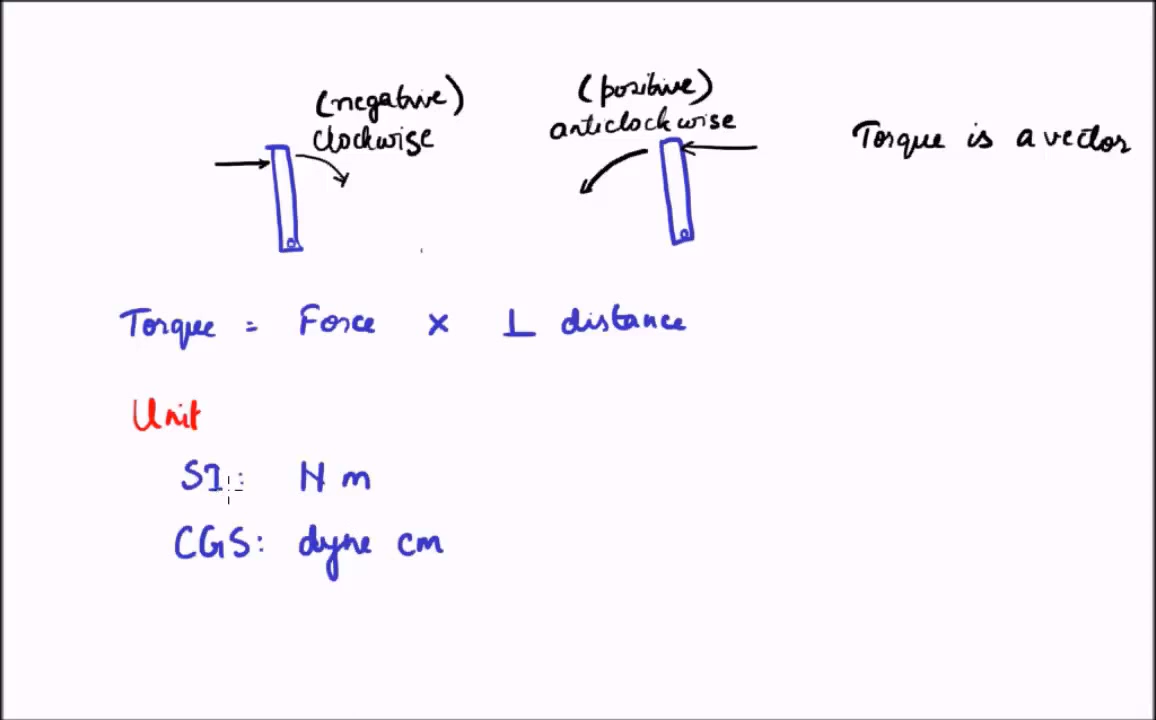 (negative)
clockwise
(positive)
anticlockwise
Torque is a vector
Torque = Force x ⊥ distance
Unit
SI: N m
CGS: dyne cm